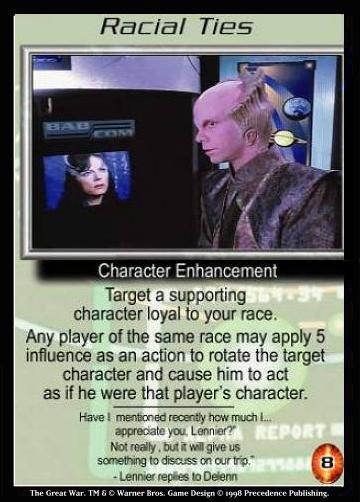 Racial Ties
BAB
COM
Character Enhancement
Target a supporting
character loyal to your race.
Any player of the same race may apply 5
influence as an action to rotate the target
character and cause him to act
as if he were that player's character.
Have I mentioned recently how much I...
appreciate you, Lennier?"
Not really, but it will give us
something to discuss on our trip."
- Lennier replies to Delenn
8
The Great War. TM & © Warner Bros. Game Design © 1998 Precedence Publishing.